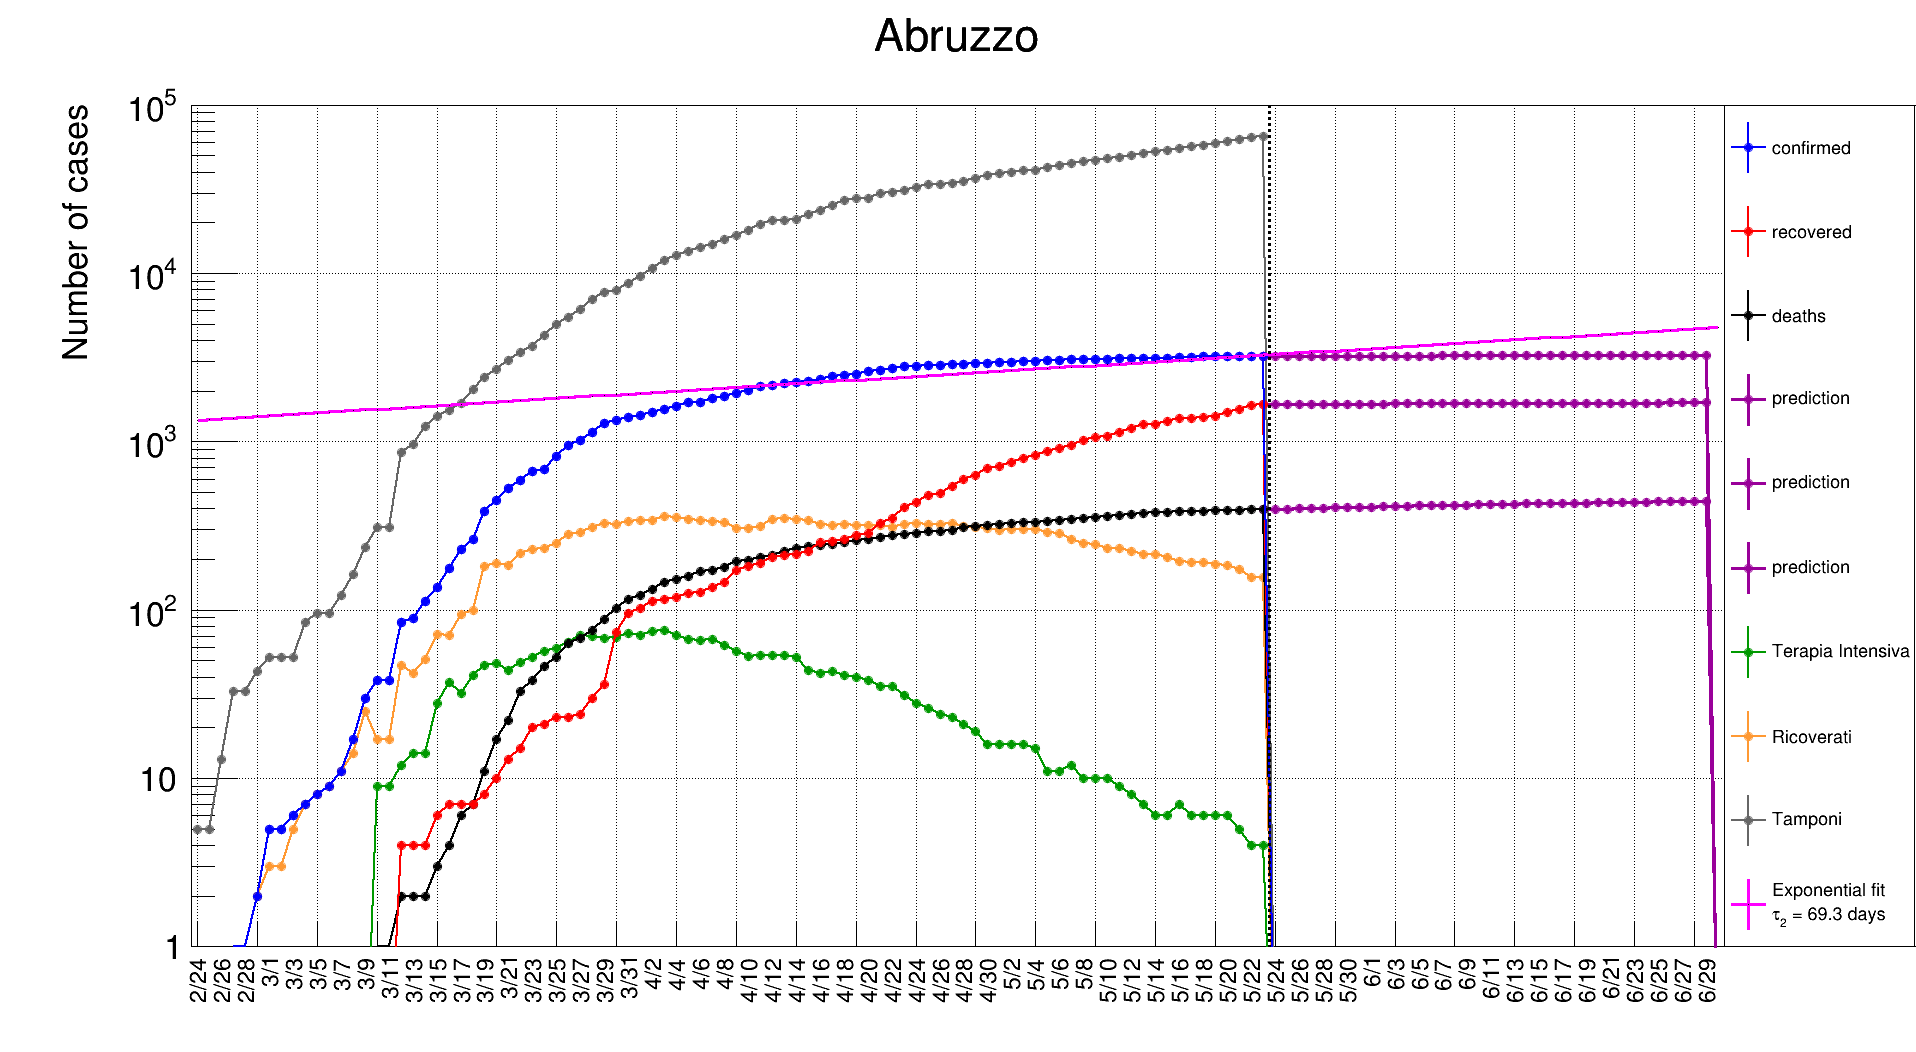 Abruzzo
Number of cases
10^5
10^4
10^3
10^2
10
1
2/24 2/26 2/28 3/1 3/3 3/5 3/7 3/9 3/11 3/13 3/15 3/17 3/19 3/21 3/23 3/25 3/27 3/29 3/31 4/2 4/4 4/6 4/8 4/10 4/12 4/14 4/16 4/18 4/20 4/22 4/24 4/26 4/28 4/30 5/2 5/4 5/6 5/8 5/10 5/12 5/14 5/16 5/18 5/20 5/22 5/24 5/26 5/28 5/30 6/1 6/3 6/5 6/7 6/9 6/11 6/13 6/15 6/17 6/19 6/21 6/23 6/25 6/27 6/29
confirmed
recovered
deaths
prediction
prediction
prediction
Terapia Intensiva
Ricoverati
Tamponi
Exponential fit
τ_2 = 69.3 days